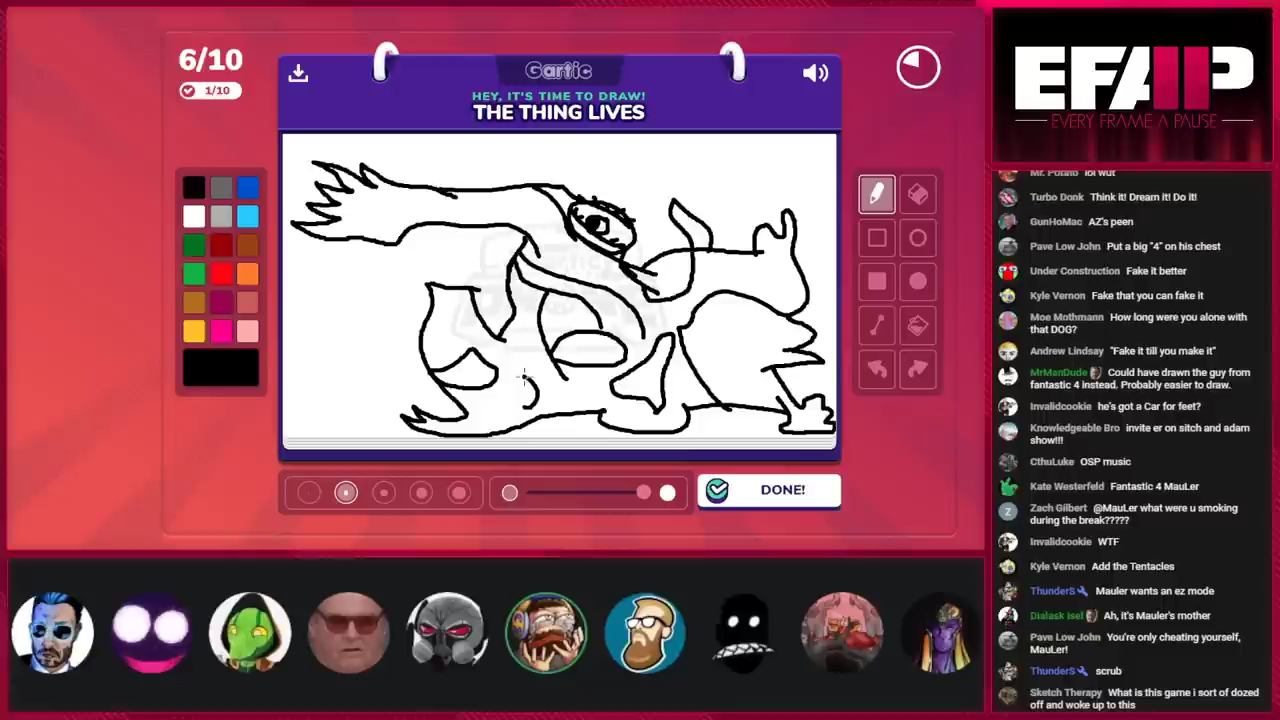 6/10
1/10
Gartic
HEY, IT'S TIME TO DRAW!
THE THING LIVES
DONE!
EFAP
EVERY FRAME A PAUSE
Mr. Potato lol wut
Turbo Donk Think it! Dream it! Do it!
GunHoMac AZ's peen
Pave Low John Put a big "4" on his chest
Under Construction Fake it better
Kyle Vernon Fake that you can fake it
Moe Mothmann How long were you alone with
that DOG?
Andrew Lindsay "Fake it till you make it"
MrManDude Could have drawn the guy from
fantastic 4 instead. Probably easier to draw.
Invalidcookie he's got a Car for feet?
Knowledgeable Bro invite er on sitch and adam
show!!!
CthuLuke OSP music
Kate Westerfeld Fantastic 4 MauLer
Zach Gilbert @MauLer what were u smoking
during the break?????
Invalidcookie WTF
Kyle Vernon Add the Tentacles
ThunderS Mauler wants an ez mode
Dialask Isel Ah, it's Mauler's mother
Pave Low John You're only cheating yourself,
MauLer!
ThunderS scrub
Sketch Therapy What is this game i sort of dozed
off and woke up to this